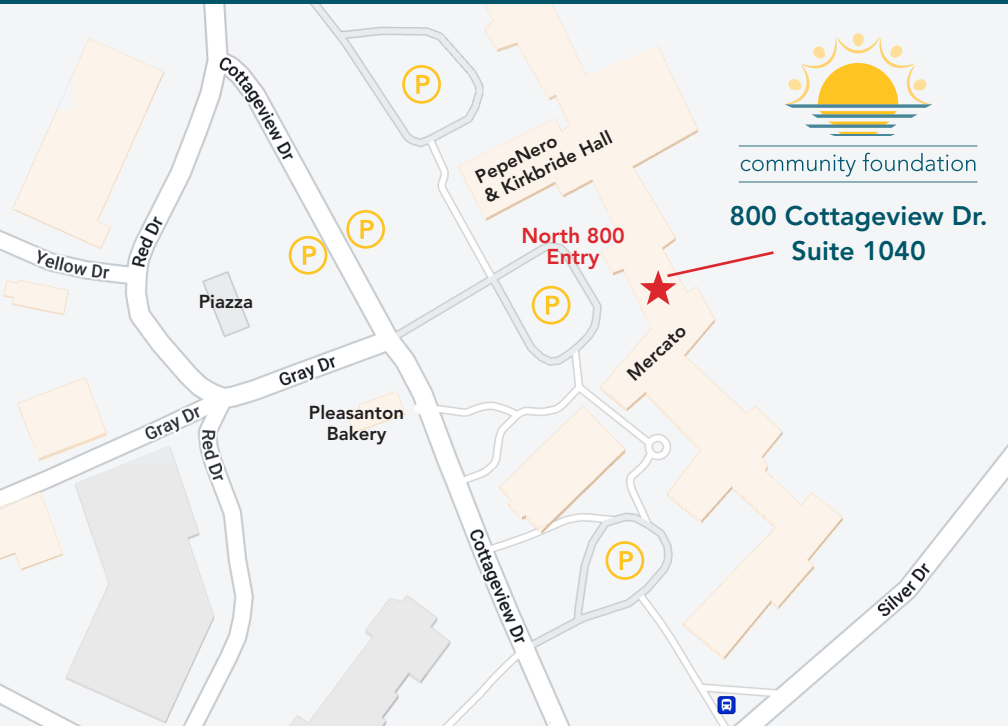 Cottageview Dr
P
PepeNero
& Kirkbride Hall
community foundation
800 Cottageview Dr.
Suite 1040
Red Dr
P
P
North 800
Entry
Yellow Dr
Piazza
P
Mercato
Gray Dr
Pleasanton
Bakery
Gray Dr
Red Dr
Cottageview Dr
P
Silver Dr